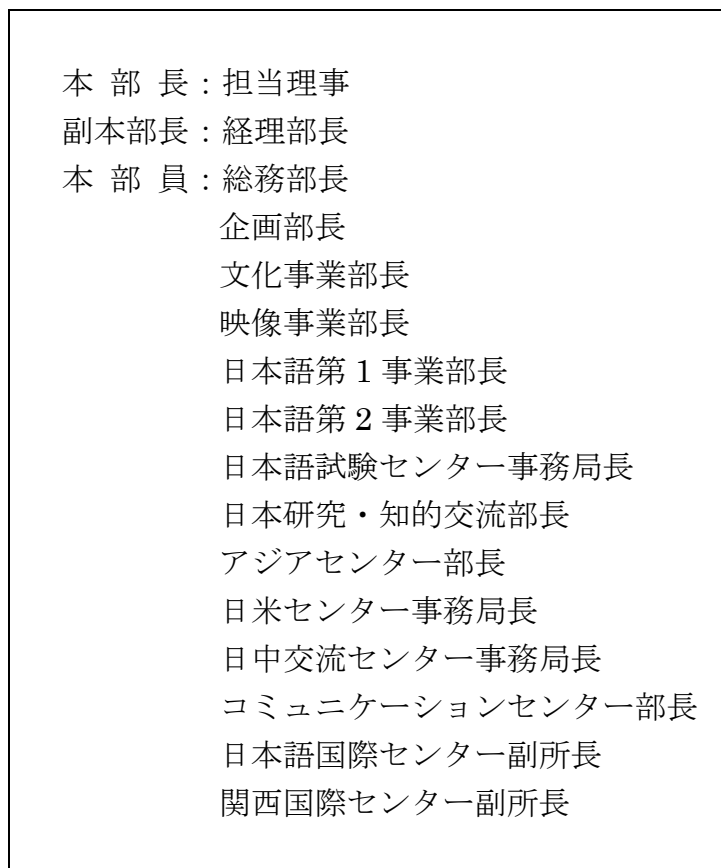 本 部 長：担当理事
副本部長：経理部長
本 部 員：総務部長
企画部長
文化事業部長
映像事業部長
日本語第 1 事業部長
日本語第 2 事業部長
日本語試験センター事務局長
日本研究・知的交流部長
アジアセンター部長
日米センター事務局長
日中交流センター事務局長
コミュニケーションセンター部長
日本語国際センター副所長
関西国際センター副所長